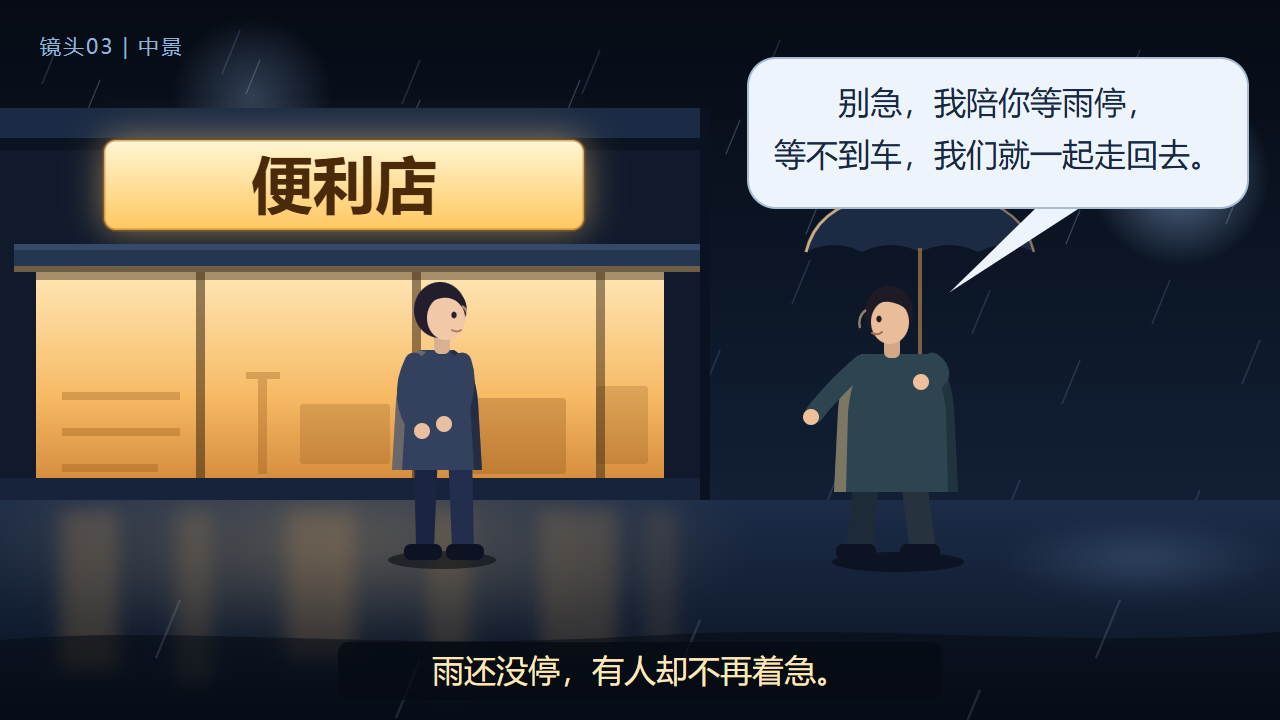 镜头03 | 中景
别急，我陪你等雨停，
等不到车，我们就一起走回去。
便利店
雨还没停，有人却不再着急。